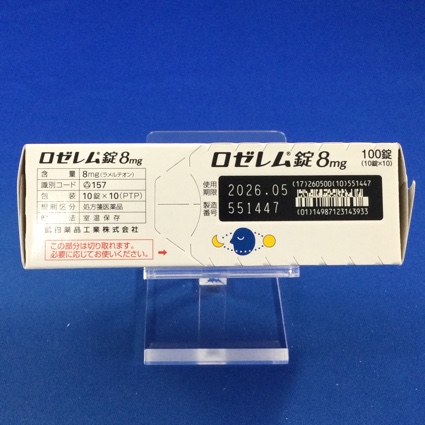 ロゼレム®錠8mg
含量 8mg(ラメルテオン)
識別コード 157
包装 10錠×10(PTP)
規制区分 処方箋医薬品
法 室温保存
武田薬品工業株式会社
この部分は切り取れます。
必要に応じてお使いください。
→
ロゼレム®錠8mg
100錠
(10錠×10)
使用期限 2026.05
製造番号 551447
(17)260500(10)551447
(01)14987123143933